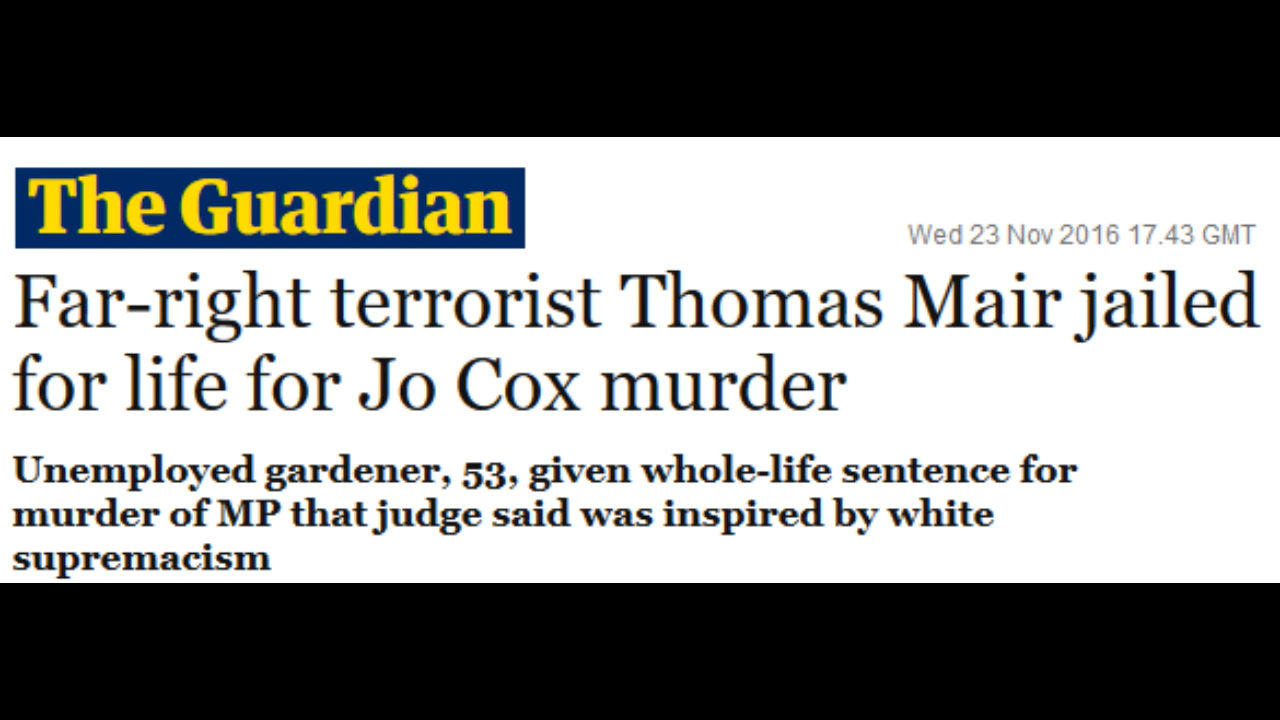 The Guardian
Wed 23 Nov 2016 17.43 GMT
Far-right terrorist Thomas Mair jailed
for life for Jo Cox murder
Unemployed gardener, 53, given whole-life sentence for
murder of MP that judge said was inspired by white
supremacism